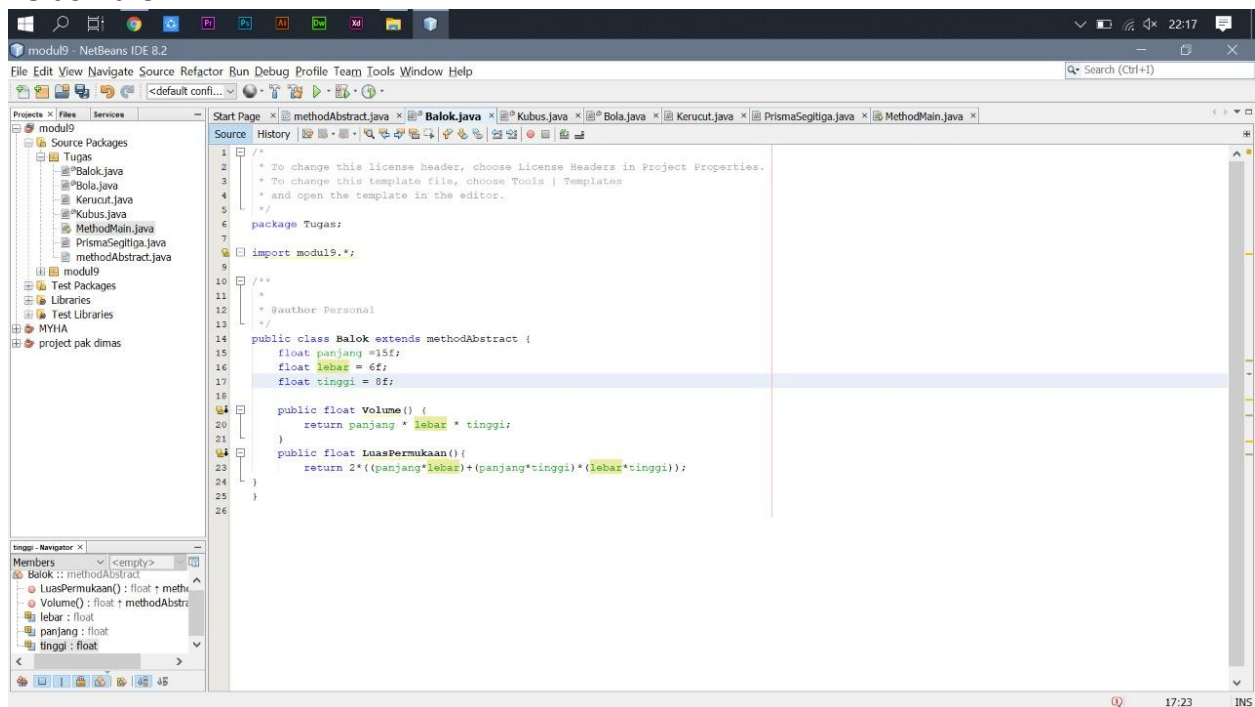 22:17
modul9 - NetBeans IDE 8.2
File Edit View Navigate Source Refactor Run Debug Profile Team Tools Window Help
Search (Ctrl+I)
<default confi...
Projects Files Services
Start Page methodAbstract.java Balok.java Kubus.java Bola.java Kerucut.java PrismaSegitiga.java MethodMain.java
Source History
modul9
Source Packages
Tugas
Balok.java
Bola.java
Kerucut.java
Kubus.java
MethodMain.java
PrismaSegitiga.java
methodAbstract.java
modul9
Test Packages
Libraries
Test Libraries
MYHA
project pak dimas
1 /*
2 * To change this license header, choose License Headers in Project Properties.
3 * To change this template file, choose Tools | Templates
4 * and open the template in the editor.
5 */
6 package Tugas;
7
import modul9.*;
9
10 /**
11 *
12 * @author Personal
13 */
14 public class Balok extends methodAbstract {
15 float panjang =15f;
16 float lebar = 6f;
17 float tinggi = 8f;
18
public float Volume() {
20 return panjang * lebar * tinggi;
21 }
public float LuasPermukaan(){
23 return 2*((panjang*lebar)+(panjang*tinggi)*(lebar*tinggi));
24 }
25 }
26
tinggi - Navigator
Members <empty>
Balok :: methodAbstract
LuasPermukaan() : float ↑ metho
Volume() : float ↑ methodAbstra
lebar : float
panjang : float
tinggi : float
17:23 INS